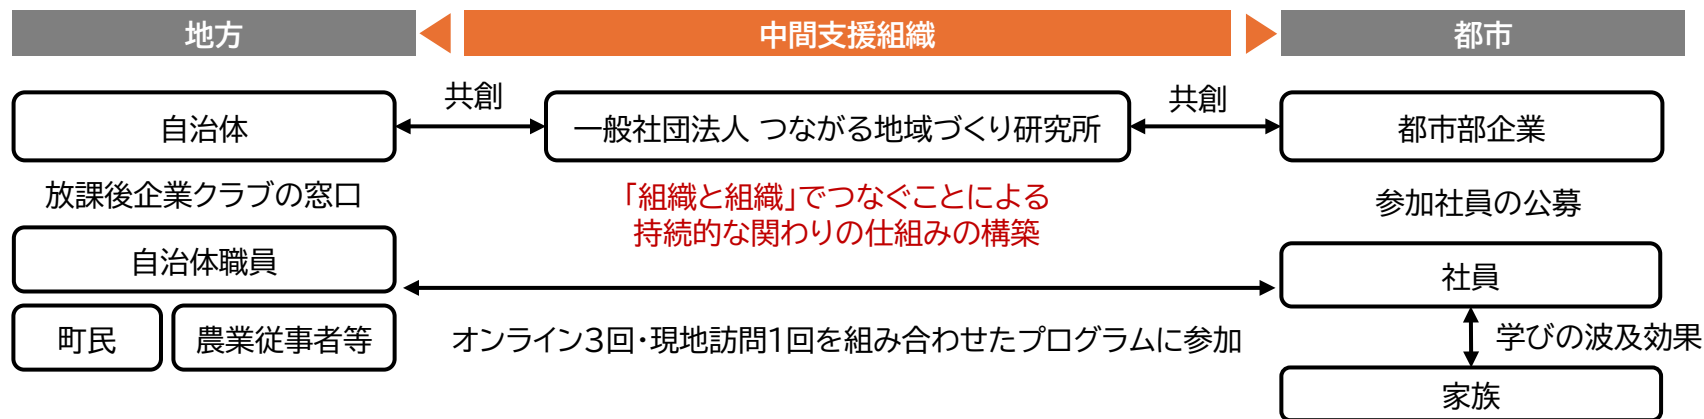 地方
中間支援組織
都市
共創
共創
自治体
一般社団法人 つながる地域づくり研究所
都市部企業
放課後企業クラブの窓口
「組織と組織」でつなぐことによる
持続的な関わりの仕組みの構築
参加社員の公募
自治体職員
社員
町民
農業従事者等
オンライン3回・現地訪問1回を組み合わせたプログラムに参加
学びの波及効果
家族